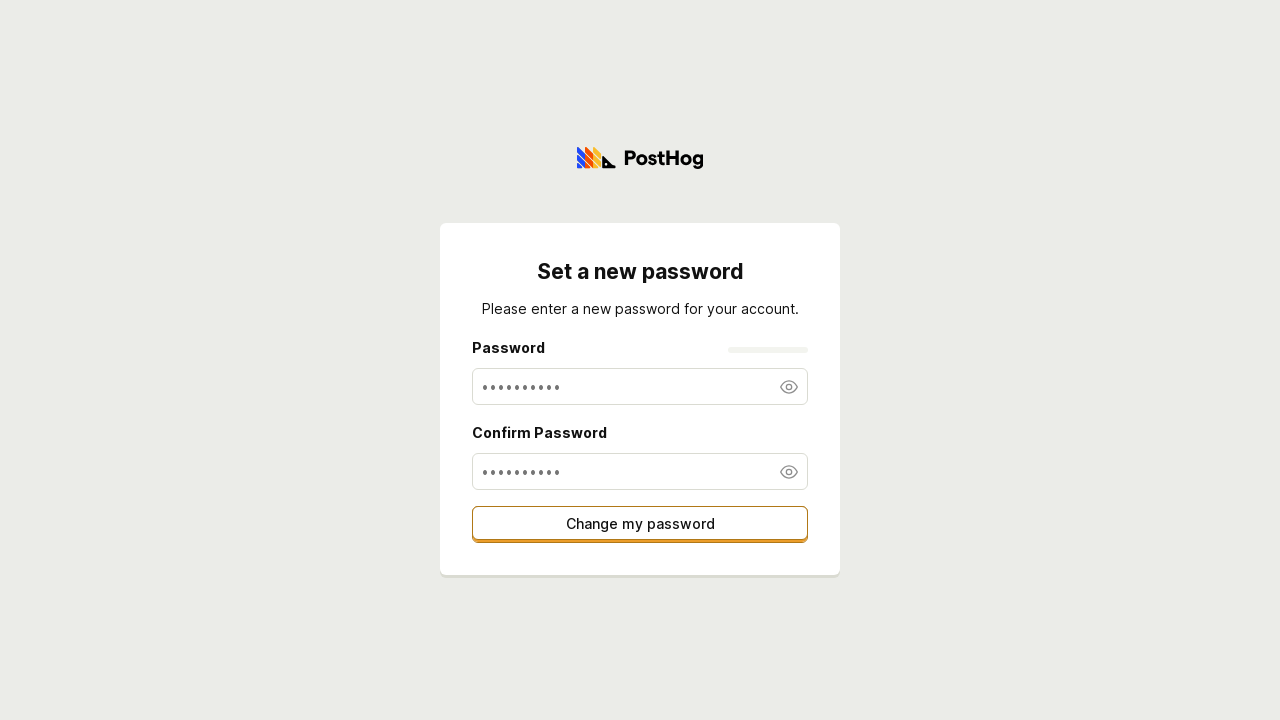 PostHog
Set a new password
Please enter a new password for your account.
Password
••••••••••
Confirm Password
••••••••••
Change my password